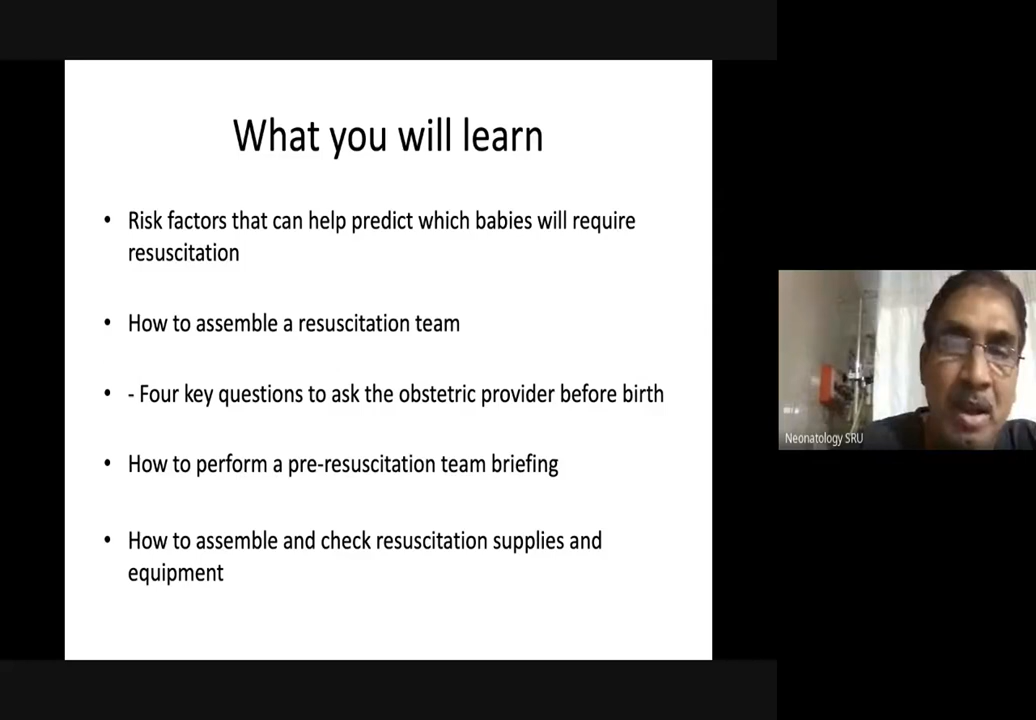 What you will learn
• Risk factors that can help predict which babies will require
resuscitation
• How to assemble a resuscitation team
• - Four key questions to ask the obstetric provider before birth
• How to perform a pre-resuscitation team briefing
• How to assemble and check resuscitation supplies and
equipment
Neonatology SRU